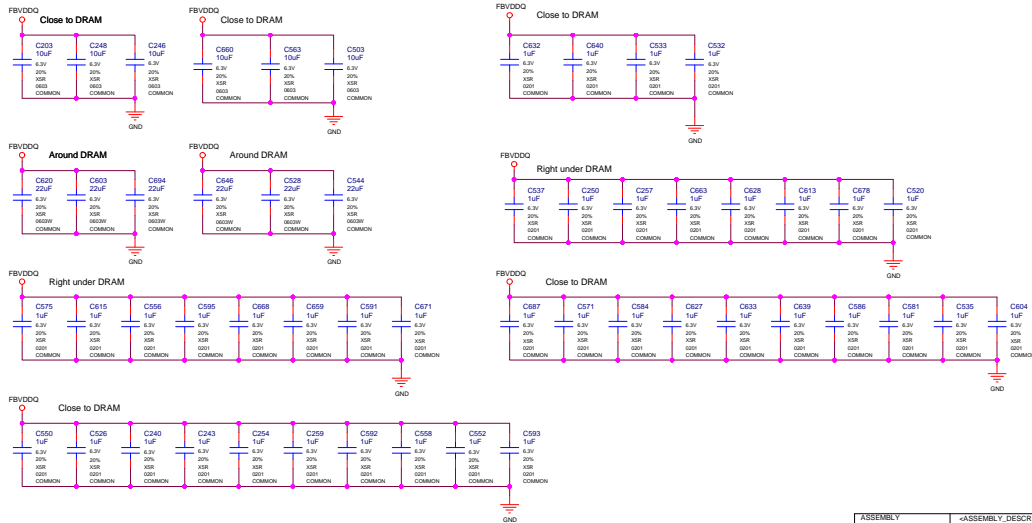 FBVDDQ
Close to DRAM
C203 C248 C246
10uF 10uF 10uF
6.3V 6.3V 6.3V
20% 20% 20%
X5R X5R X5R
0603 0603 0603
COMMON COMMON COMMON
GND
FBVDDQ
Close to DRAM
C660 C563 C503
10uF 10uF 10uF
6.3V 6.3V 6.3V
20% 20% 20%
X5R X5R X5R
0603 0603 0603
COMMON COMMON COMMON
GND
FBVDDQ
Close to DRAM
C632 C640 C533 C532
1uF 1uF 1uF 1uF
6.3V 6.3V 6.3V 6.3V
20% 20% 20% 20%
X5R X5R X5R X5R
0201 0201 0201 0201
COMMON COMMON COMMON COMMON
GND
FBVDDQ
Around DRAM
C620 C603 C694
22uF 22uF 22uF
6.3V 6.3V 6.3V
20% 20% 20%
X5R X5R X5R
0603W 0603W 0603W
COMMON COMMON COMMON
GND
FBVDDQ
Around DRAM
C646 C528 C544
22uF 22uF 22uF
6.3V 6.3V 6.3V
20% 20% 20%
X5R X5R X5R
0603W 0603W 0603W
COMMON COMMON COMMON
GND
FBVDDQ
Right under DRAM
C537 C250 C257 C663 C628 C613 C678 C520
1uF 1uF 1uF 1uF 1uF 1uF 1uF 1uF
6.3V 6.3V 6.3V 6.3V 6.3V 6.3V 6.3V 6.3V
20% 20% 20% 20% 20% 20% 20% 20%
X5R X5R X5R X5R X5R X5R X5R X5R
0201 0201 0201 0201 0201 0201 0201 0201
COMMON COMMON COMMON COMMON COMMON COMMON COMMON COMMON
GND
FBVDDQ
Right under DRAM
C575 C615 C556 C595 C668 C659 C591 C671
1uF 1uF 1uF 1uF 1uF 1uF 1uF 1uF
6.3V 6.3V 6.3V 6.3V 6.3V 6.3V 6.3V 6.3V
20% 20% 20% 20% 20% 20% 20% 20%
X5R X5R X5R X5R X5R X5R X5R X5R
0201 0201 0201 0201 0201 0201 0201 0201
COMMON COMMON COMMON COMMON COMMON COMMON COMMON COMMON
GND
FBVDDQ
Close to DRAM
C687 C571 C584 C627 C633 C639 C586 C581 C535 C604
1uF 1uF 1uF 1uF 1uF 1uF 1uF 1uF 1uF 1uF
6.3V 6.3V 6.3V 6.3V 6.3V 6.3V 6.3V 6.3V 6.3V 6.3V
20% 20% 20% 20% 20% 20% 20% 20% 20% 20%
X5R X5R X5R X5R X5R X5R X5R X5R X5R X5R
0201 0201 0201 0201 0201 0201 0201 0201 0201 0201
COMMON COMMON COMMON COMMON COMMON COMMON COMMON COMMON COMMON COMMON
GND
FBVDDQ
Close to DRAM
C550 C526 C240 C243 C254 C259 C592 C558 C552 C593
1uF 1uF 1uF 1uF 1uF 1uF 1uF 1uF 1uF 1uF
6.3V 6.3V 6.3V 6.3V 6.3V 6.3V 6.3V 6.3V 6.3V 6.3V
20% 20% 20% 20% 20% 20% 20% 20% 20% 20%
X5R X5R X5R X5R X5R X5R X5R X5R X5R X5R
0201 0201 0201 0201 0201 0201 0201 0201 0201 0201
COMMON COMMON COMMON COMMON COMMON COMMON COMMON COMMON COMMON COMMON
GND
ASSEMBLY <ASSEMBLY_DESCR